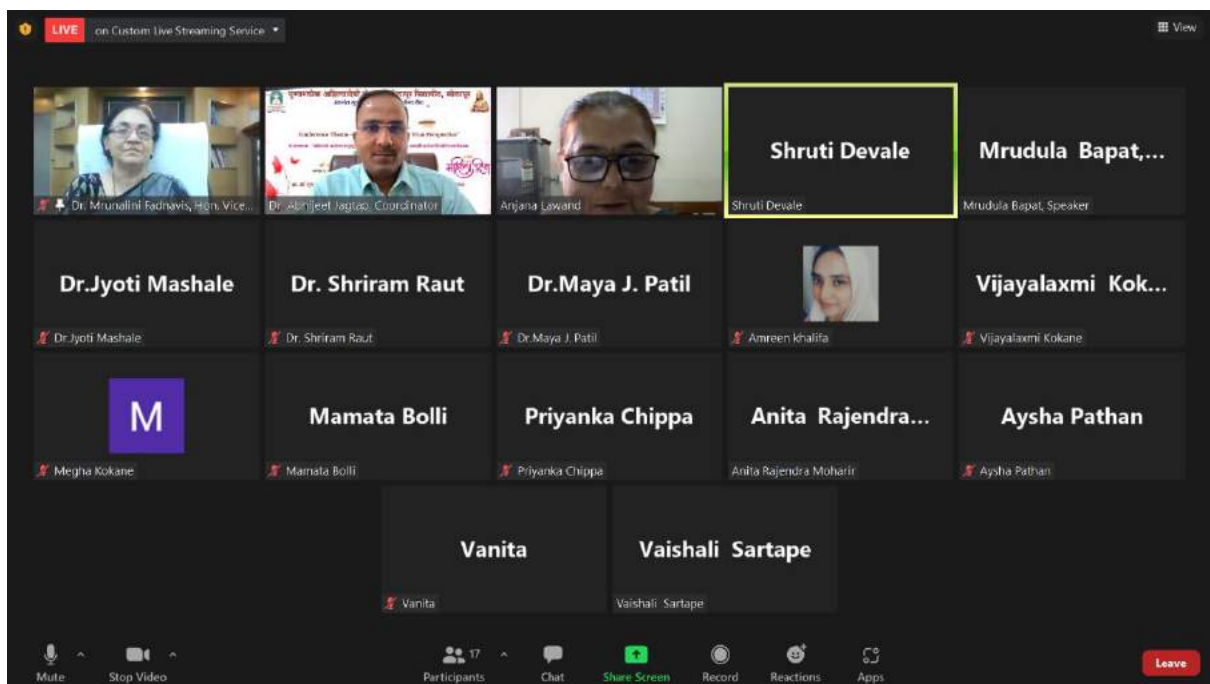 LIVE on Custom Live Streaming Service
View
Dr. Mrunalini Fadnavis, Hon. Vice...
Dr. Abhijeet Jagtap, Coordinator
Anjana Lawand
Shruti Devale
Shruti Devale
Mrudula Bapat,...
Mrudula Bapat, Speaker
Dr.Jyoti Mashale
Dr.Jyoti Mashale
Dr. Shriram Raut
Dr. Shriram Raut
Dr.Maya J. Patil
Dr.Maya J. Patil
Amreen khalifa
Vijayalaxmi Kok...
Vijayalaxmi Kokane
M
Megha Kokane
Mamata Bolli
Mamata Bolli
Priyanka Chippa
Priyanka Chippa
Anita Rajendra...
Anita Rajendra Moharir
Aysha Pathan
Aysha Pathan
Vanita
Vanita
Vaishali Sartape
Vaishali Sartape
Mute
Stop Video
17
Participants
Chat
Share Screen
Record
Reactions
Apps
Leave